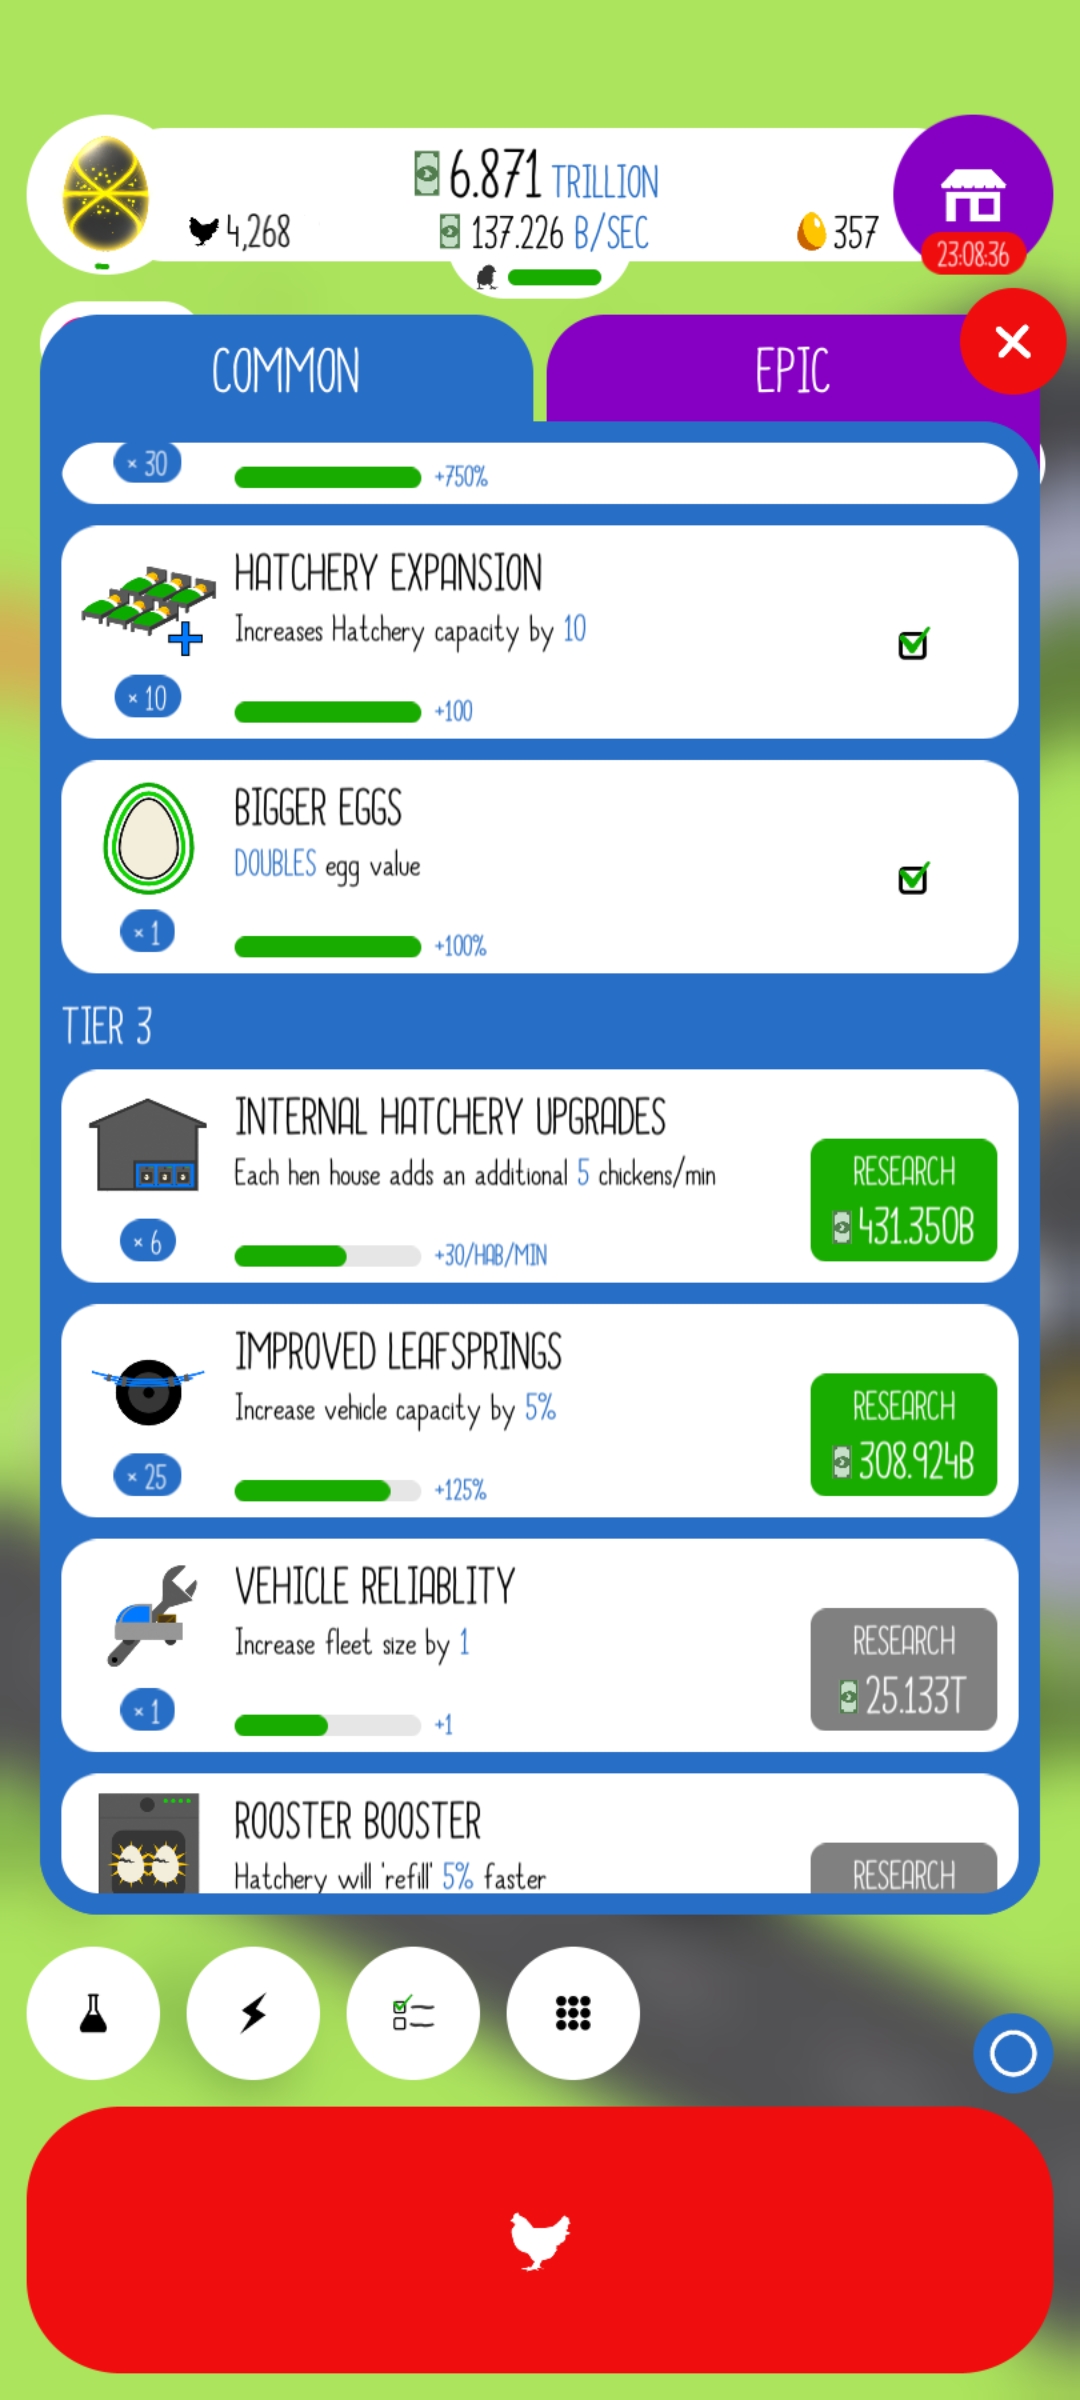 6.871 TRILLION
4,268
137.226 B/SEC
357
23:08:36
COMMON
EPIC
× 30
+750%
HATCHERY EXPANSION
Increases Hatchery capacity by 10
× 10
+100
BIGGER EGGS
DOUBLES egg value
× 1
+100%
TIER 3
INTERNAL HATCHERY UPGRADES
Each hen house adds an additional 5 chickens/min
RESEARCH
431.350B
× 6
+30/HAB/MIN
IMPROVED LEAFSPRINGS
Increase vehicle capacity by 5%
RESEARCH
308.924B
× 25
+125%
VEHICLE RELIABLITY
Increase fleet size by 1
RESEARCH
25.133T
× 1
+1
ROOSTER BOOSTER
Hatchery will 'refill' 5% faster
RESEARCH